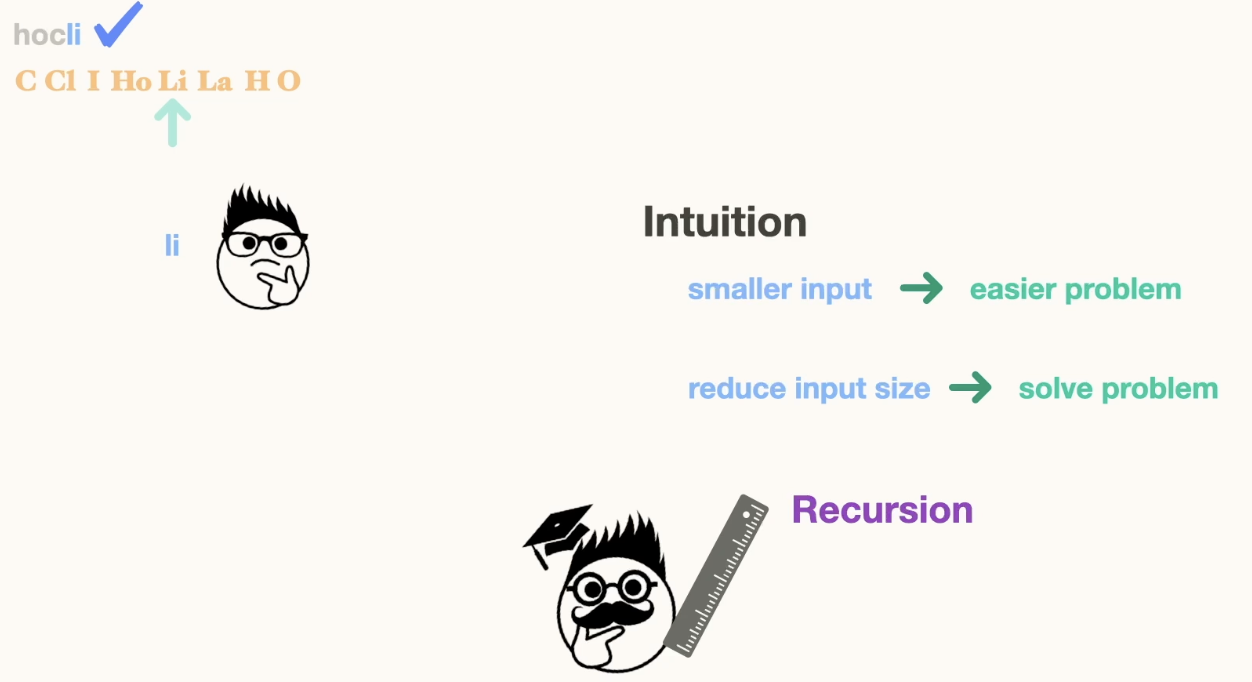 hocli
C Cl I Ho Li La H O
li
Intuition
smaller input → easier problem
reduce input size → solve problem
Recursion